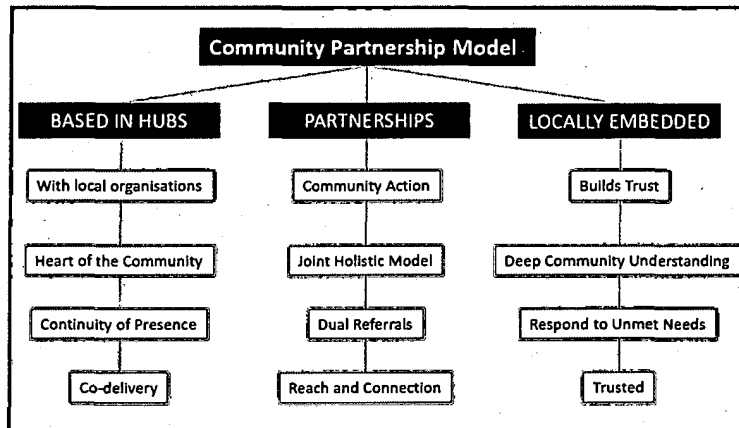 Community Partnership Model
BASED IN HUBS
With local organisations
Heart of the Community
Continuity of Presence
Co-delivery
PARTNERSHIPS
Community Action
Joint Holistic Model
Dual Referrals
Reach and Connection
LOCALLY EMBEDDED
Builds Trust
Deep Community Understanding
Respond to Unmet Needs
Trusted